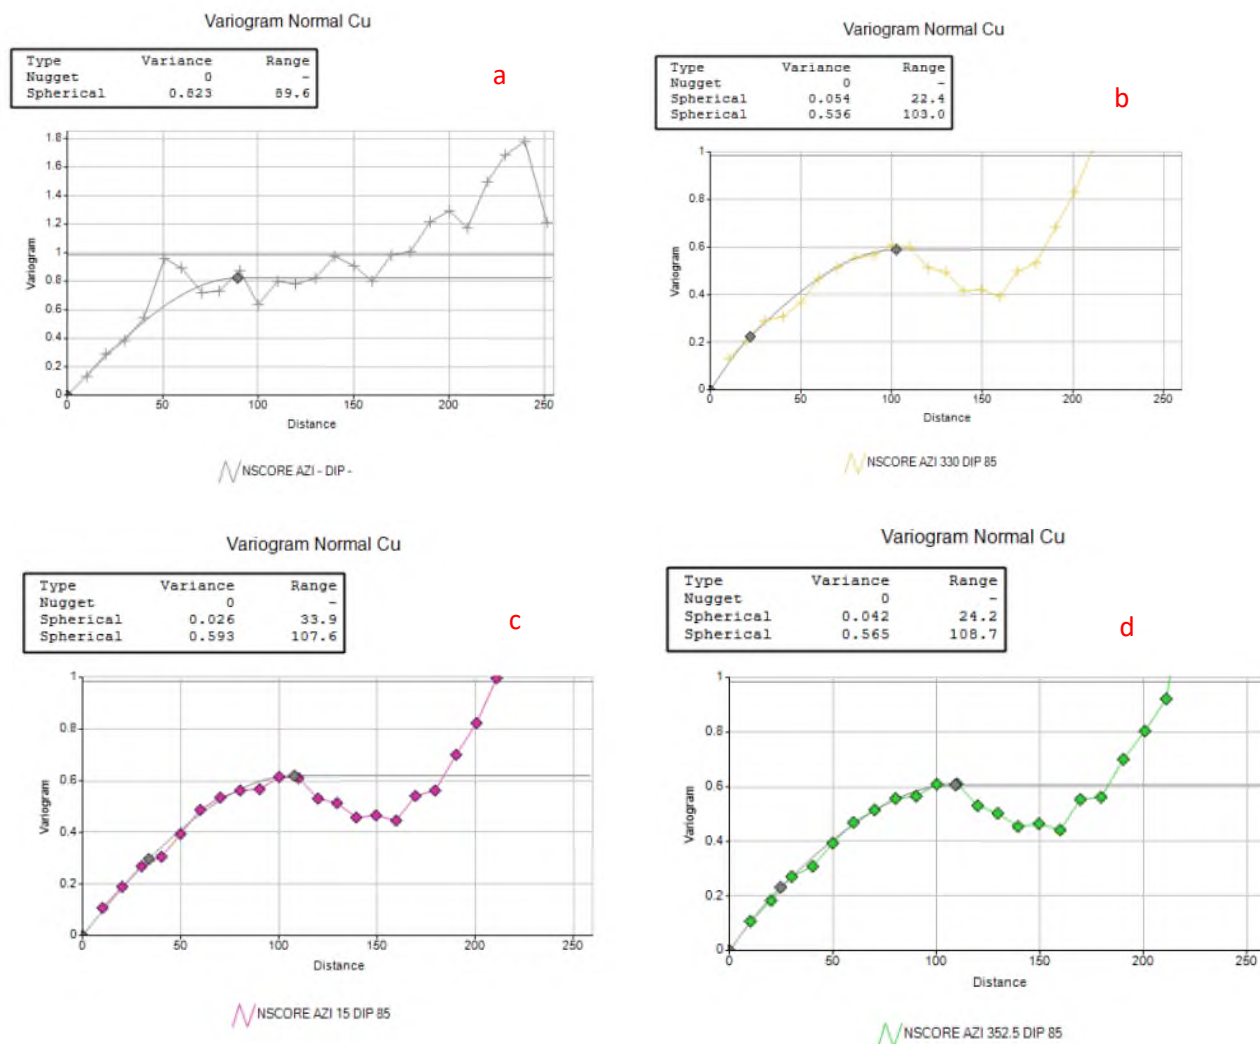 Variogram Normal Cu
Type Variance Range
Nugget 0 -
Spherical 0.823 89.6
a
1.8
1.6
1.4
1.2
1
0.8
0.6
0.4
0.2
0
Variogram
0 50 100 150 200 250
Distance
NSCORE AZI - DIP -
Variogram Normal Cu
Type Variance Range
Nugget 0 -
Spherical 0.054 22.4
Spherical 0.536 103.0
b
1
0.8
0.6
0.4
0.2
0
Variogram
0 50 100 150 200 250
Distance
NSCORE AZI 330 DIP 85
Variogram Normal Cu
Type Variance Range
Nugget 0 -
Spherical 0.026 33.9
Spherical 0.593 107.6
c
1
0.8
0.6
0.4
0.2
0
Variogram
0 50 100 150 200 250
Distance
NSCORE AZI 15 DIP 85
Variogram Normal Cu
Type Variance Range
Nugget 0 -
Spherical 0.042 24.2
Spherical 0.565 108.7
d
1
0.8
0.6
0.4
0.2
0
Variogram
0 50 100 150 200 250
Distance
NSCORE AZI 352.5 DIP 85